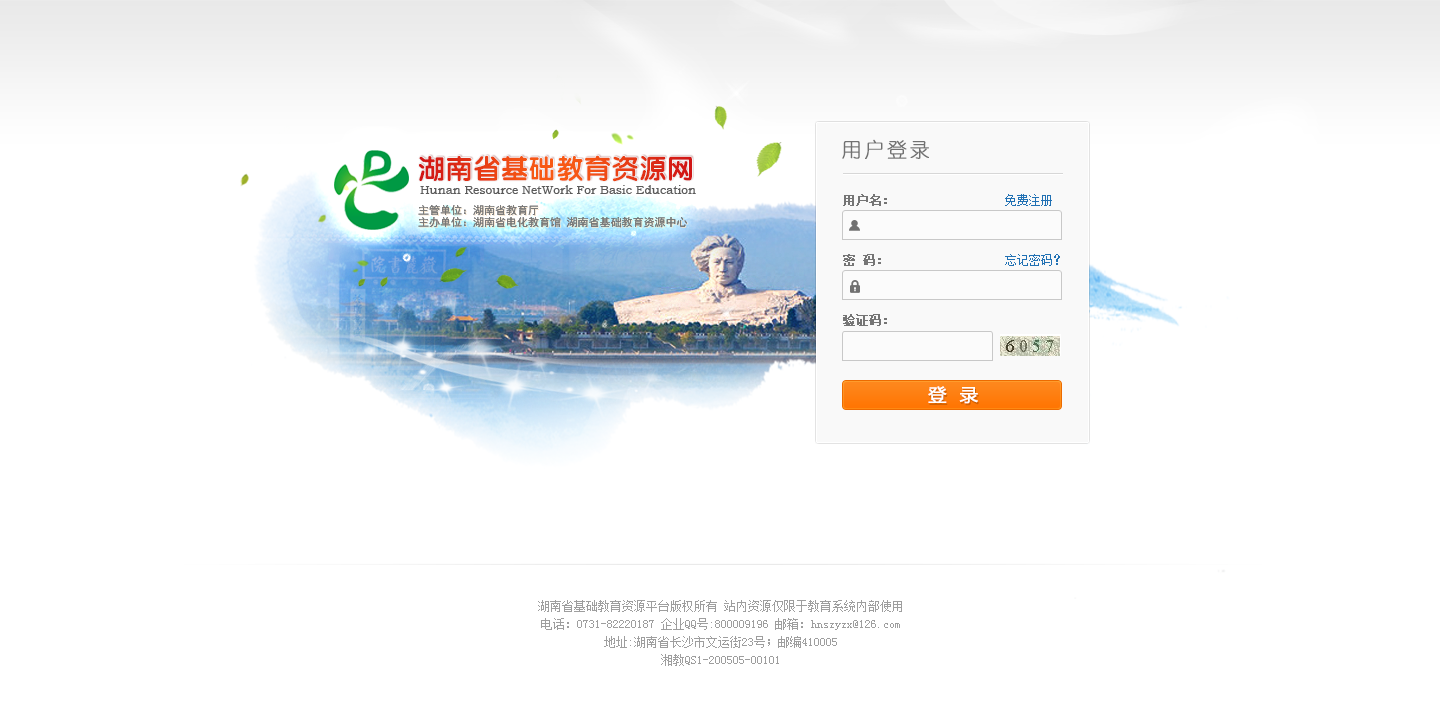 湖南省基础教育资源网
Hunan Resource NetWork For Basic Education
主管单位：湖南省教育厅
主办单位：湖南省电化教育馆 湖南省基础教育资源中心
院書麓嶽
用户登录
用户名： 免费注册
密 码： 忘记密码?
验证码：
6057
登 录
湖南省基础教育资源平台版权所有 站内资源仅限于教育系统内部使用
电话：0731-82220187 企业QQ号:800009196 邮箱：hnszyzx@126.com
地址:湖南省长沙市文运街23号；邮编410005
湘教QS1-200505-00101